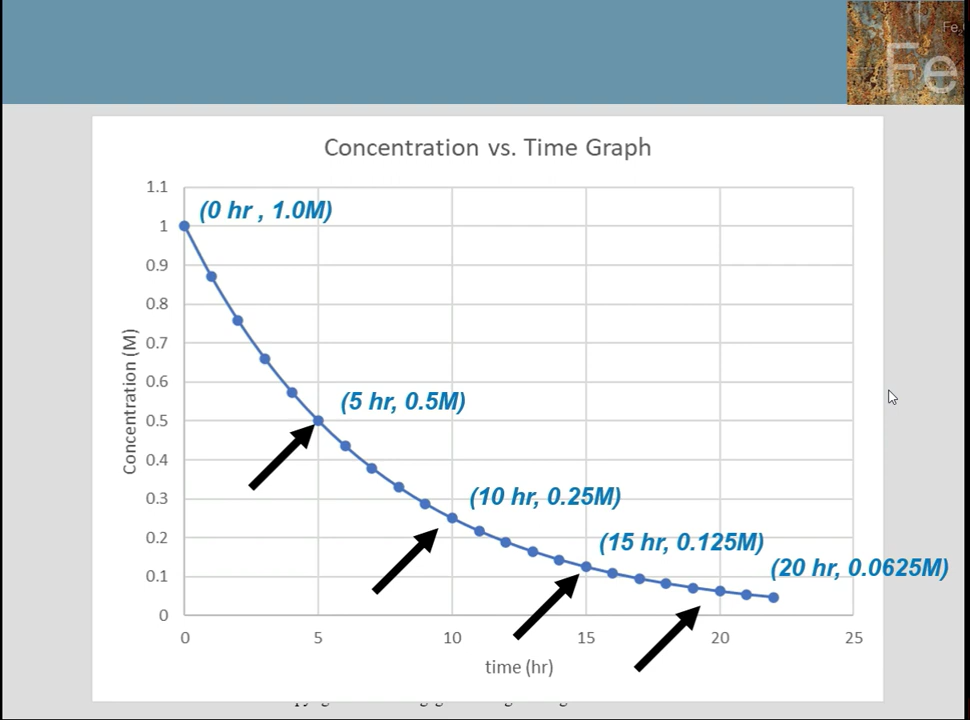 Fe
Fe
Concentration vs. Time Graph
1.1
(0 hr , 1.0M)
1
0.9
0.8
0.7
0.6
(5 hr, 0.5M)
0.5
0.4
0.3
(10 hr, 0.25M)
0.2
(15 hr, 0.125M)
0.1
(20 hr, 0.0625M)
0
Concentration (M)
0 5 10 15 20 25
time (hr)